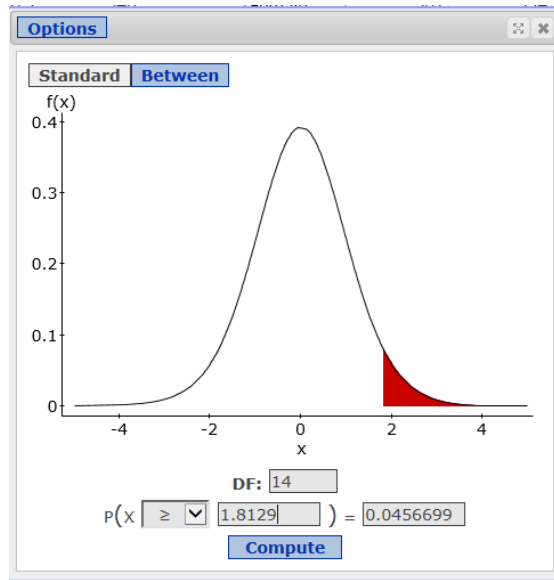 Options
Standard Between
f(x)
0.4
0.3
0.2
0.1
0
-4 -2 0 2 4
x
DF: 14
P(X ≥ 1.8129 ) = 0.0456699
Compute